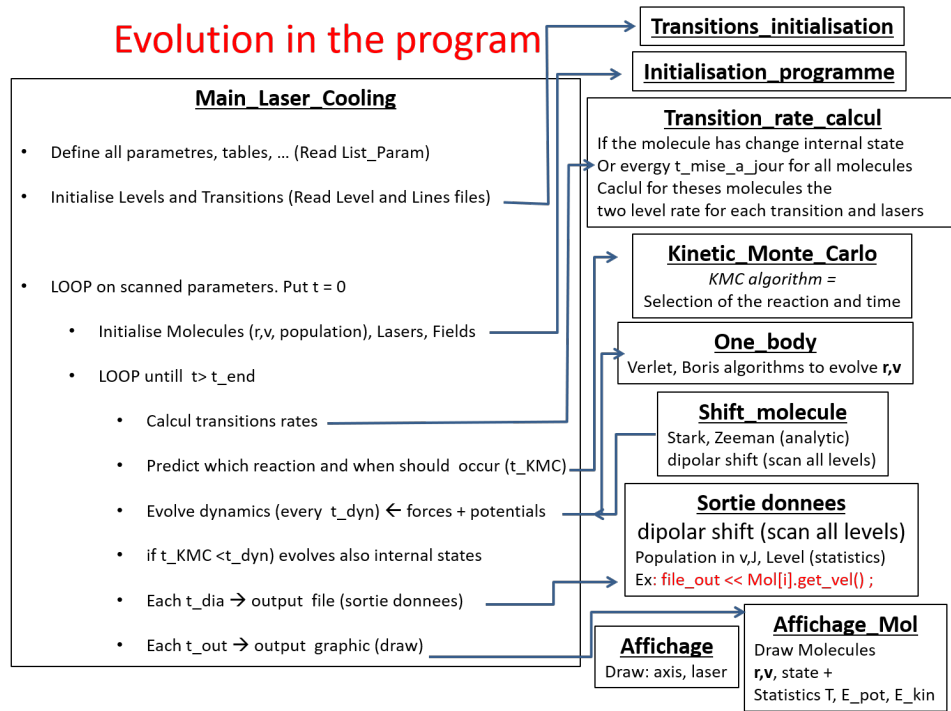 Evolution in the program
Main_Laser_Cooling
• Define all parametres, tables, ... (Read List_Param)
• Initialise Levels and Transitions (Read Level and Lines files)
• LOOP on scanned parameters. Put t = 0
• Initialise Molecules (r,v, population), Lasers, Fields
• LOOP untill t> t_end
• Calcul transitions rates
• Predict which reaction and when should occur (t_KMC)
• Evolve dynamics (every t_dyn) ← forces + potentials
• if t_KMC <t_dyn) evolves also internal states
• Each t_dia → output file (sortie donnees)
• Each t_out → output graphic (draw)
Transitions_initialisation
Initialisation_programme
Transition_rate_calcul
If the molecule has change internal state
Or evergy t_mise_a_jour for all molecules
Caclul for theses molecules the
two level rate for each transition and lasers
Kinetic_Monte_Carlo
KMC algorithm =
Selection of the reaction and time
One_body
Verlet, Boris algorithms to evolve r,v
Shift_molecule
Stark, Zeeman (analytic)
dipolar shift (scan all levels)
Sortie donnees
dipolar shift (scan all levels)
Population in v,J, Level (statistics)
Ex: file_out << Mol[i].get_vel() ;
Affichage
Draw: axis, laser
Affichage_Mol
Draw Molecules
r,v, state +
Statistics T, E_pot, E_kin